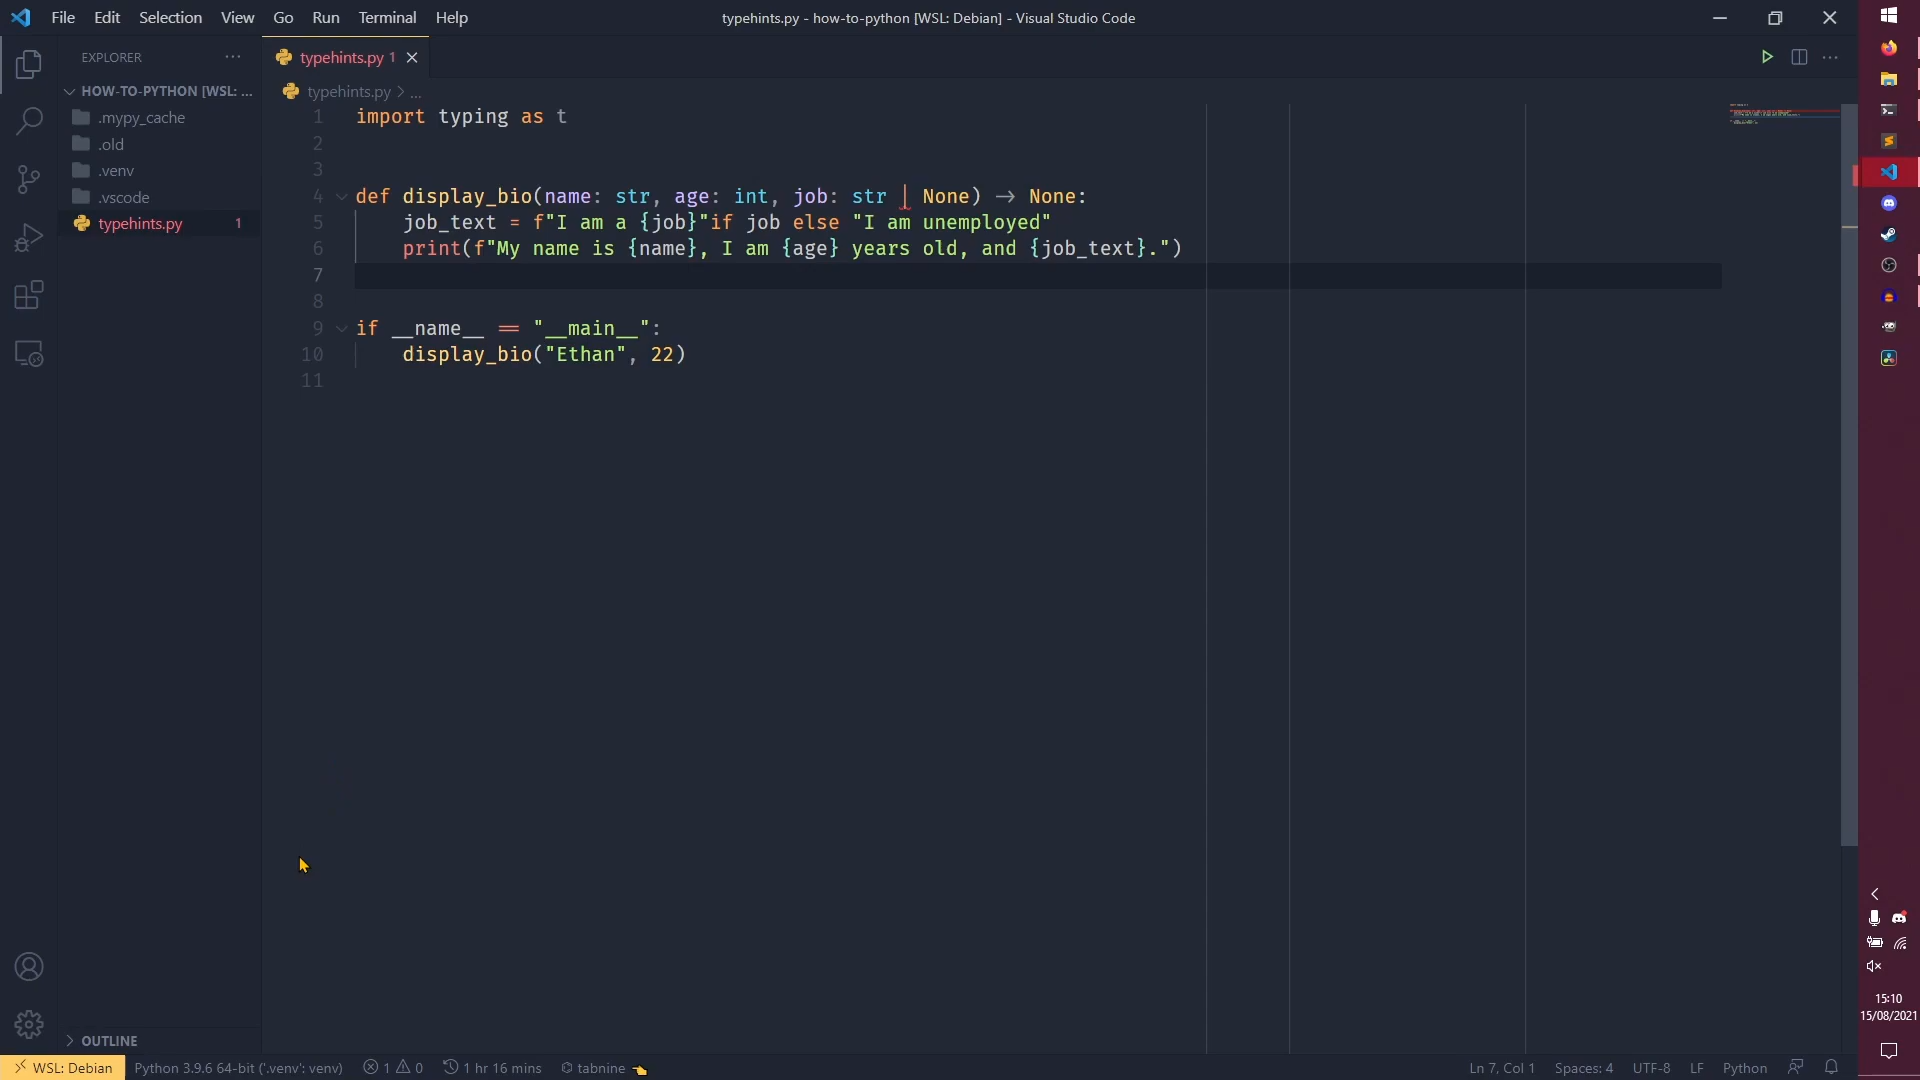 File Edit Selection View Go Run Terminal Help
typehints.py - how-to-python [WSL: Debian] - Visual Studio Code
EXPLORER
HOW-TO-PYTHON [WSL: ...
.mypy_cache
.old
.venv
.vscode
typehints.py 1
typehints.py 1
typehints.py > ...
1 import typing as t
2
3
4 def display_bio(name: str, age: int, job: str | None) -> None:
5 job_text = f"I am a {job}"if job else "I am unemployed"
6 print(f"My name is {name}, I am {age} years old, and {job_text}.")
7
8
9 if __name__ == "__main__":
10 display_bio("Ethan", 22)
11
OUTLINE
WSL: Debian Python 3.9.6 64-bit ('.venv': venv) 1 0 1 hr 16 mins tabnine Ln 7, Col 1 Spaces: 4 UTF-8 LF Python
15:10
15/08/2021